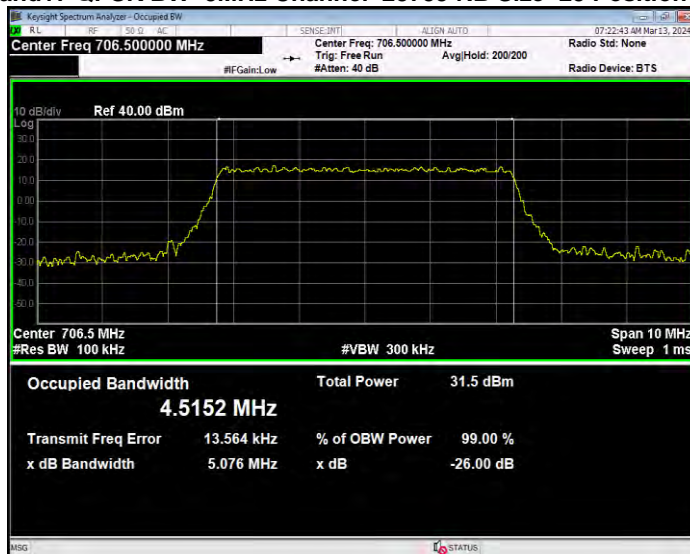 QPSK BW 5MHz Channel
Keysight Spectrum Analyzer - Occupied BW
RL RF 50 Ω AC SENSE:INT ALIGN AUTO 07:22:43 AM Mar 13, 2024
Center Freq 706.500000 MHz Center Freq: 706.500000 MHz Radio Std: None
Trig: Free Run Avg|Hold: 200/200
#IFGain:Low #Atten: 40 dB Radio Device: BTS
10 dB/div Ref 40.00 dBm
Log
30.0
20.0
10.0
0.00
-10.0
-20.0
-30.0
-40.0
-50.0
Center 706.5 MHz Span 10 MHz
#Res BW 100 kHz #VBW 300 kHz Sweep 1 ms
Occupied Bandwidth Total Power 31.5 dBm
4.5152 MHz
Transmit Freq Error 13.564 kHz % of OBW Power 99.00 %
x dB Bandwidth 5.076 MHz x dB -26.00 dB
MSG STATUS